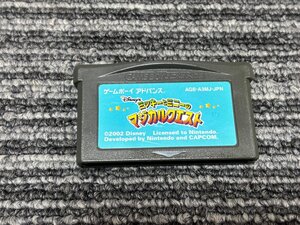 ゲームボーイ アドバンス
AGB-A3MJ-JPN
Disney's
ミッキーとミニーの
マジカルクエスト
©2002 Disney Licensed to Nintendo.
Developed by Nintendo and CAPCOM.